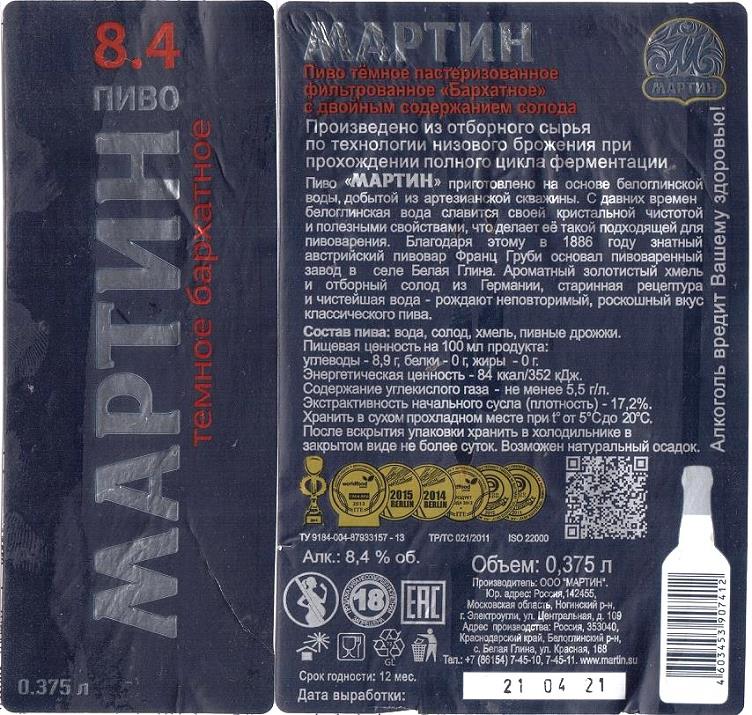 8.4
ПИВО
МАРТИН
темное бархатное
0.375 л
МАРТИН
Пиво тёмное пастеризованное
фильтрованное «Бархатное»
с двойным содержанием солода
МАРТИН
Произведено из отборного сырья
по технологии низового брожения при
прохождении полного цикла ферментации
Пиво «МАРТИН» приготовлено на основе белоглинской
воды, добытой из артезианской скважины. С давних времен
белоглинская вода славится своей кристальной чистотой
и полезными свойствами, что делает её такой подходящей для
пивоварения. Благодаря этому в 1886 году знатный
австрийский пивовар Франц Груби основал пивоваренный
завод в селе Белая Глина. Ароматный золотистый хмель
и отборный солод из Германии, старинная рецептура
и чистейшая вода - рождают неповторимый, роскошный вкус
классического пива.
Состав пива: вода, солод, хмель, пивные дрожжи.
Пищевая ценность на 100 мл продукта:
углеводы - 8,9 г, белки - 0 г, жиры - 0 г.
Энергетическая ценность - 84 ккал/352 кДж.
Содержание углекислого газа - не менее 5,5 г/л.
Экстрактивность начального сусла (плотность) - 17,2%.
Хранить в сухом прохладном месте при t° от 5°С до 20°С.
После вскрытия упаковки хранить в холодильнике в
закрытом виде не более суток. Возможен натуральный осадок.
Алкоголь вредит Вашему здоровью!
worldfood
2013
ITE
2015
BERLIN
2014
BERLIN
ITE
ТУ 9184-004-87933157 - 13 ТР/ТС 021/2011 ISO 22000
Алк.: 8,4 % об.
Объем: 0,375 л
Производитель: ООО "МАРТИН".
Юр. адрес: Россия,142455,
Московская область, Ногинский р-н,
г. Электроугли, ул. Центральная, д. 109
Адрес производства: Россия, 353040,
Краснодарский край, Белоглинский р-н,
с. Белая Глина, ул. Красная, 168
Тел.: +7 (86154) 7-45-10, 7-45-11. www.martin.su
18
EAC
GL
Срок годности: 12 мес.
Дата выработки:
21 04 21
4603453907412